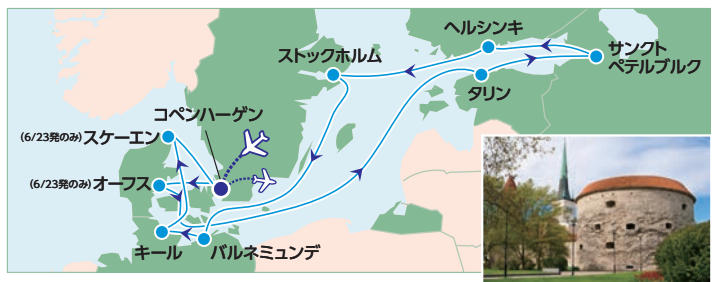 ヘルシンキ
ストックホルム
サンクト
ペテルブルク
タリン
コペンハーゲン
(6/23発のみ)スケーエン
(6/23発のみ)オーフス
キール
バルネミュンデ